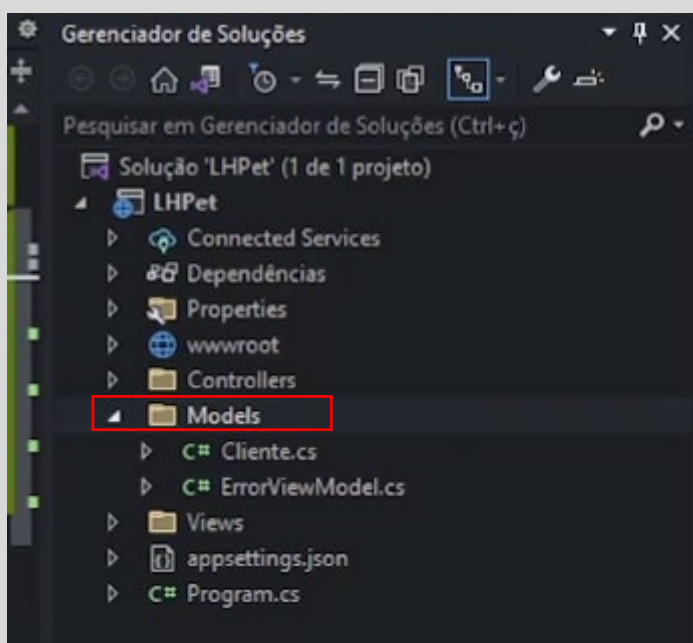 Gerenciador de Soluções
Pesquisar em Gerenciador de Soluções (Ctrl+ç)
Solução 'LHPet' (1 de 1 projeto)
LHPet
Connected Services
Dependências
Properties
wwwroot
Controllers
Models
C# Cliente.cs
C# ErrorViewModel.cs
Views
appsettings.json
C# Program.cs